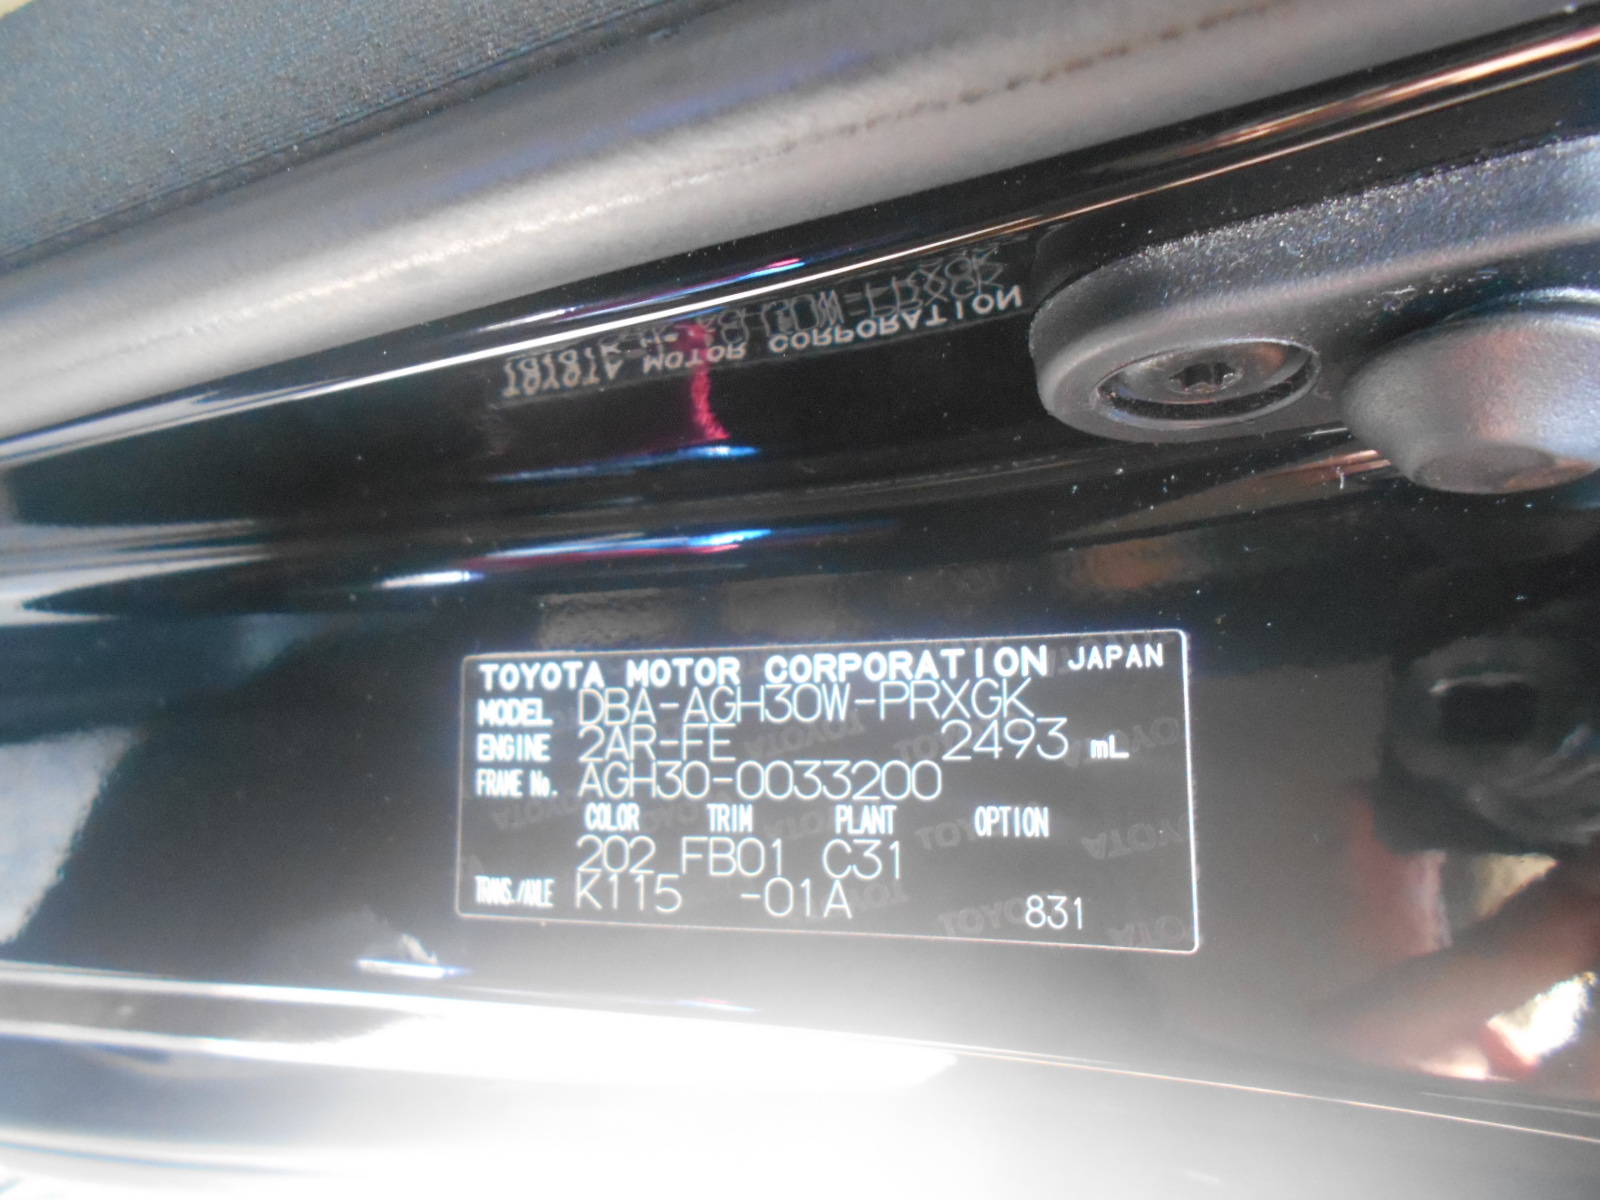 TOYOTA MOTOR CORPORATION JAPAN
MODEL DBA-AGH30W-PRXGK
ENGINE 2AR-FE 2493 mL
FRAME No. AGH30-0033200
COLOR TRIM PLANT OPTION
202 FB01 C31
TRANS./AXLE K115 -01A 831